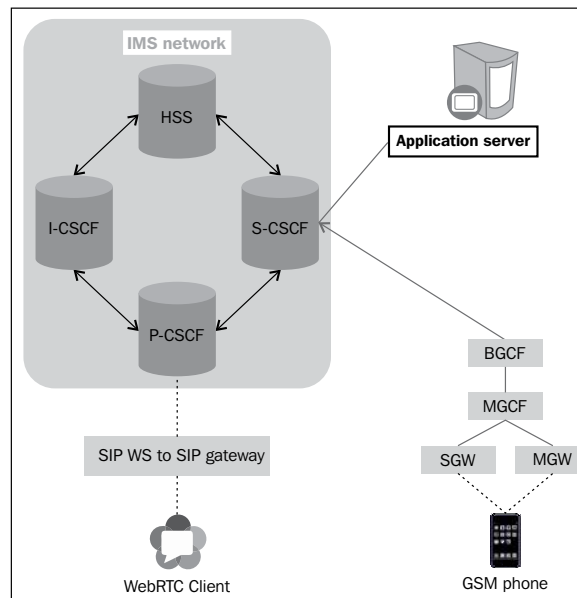 IMS network
HSS
Application server
I-CSCF
S-CSCF
P-CSCF
BGCF
MGCF
SIP WS to SIP gateway
SGW
MGW
WebRTC Client
GSM phone